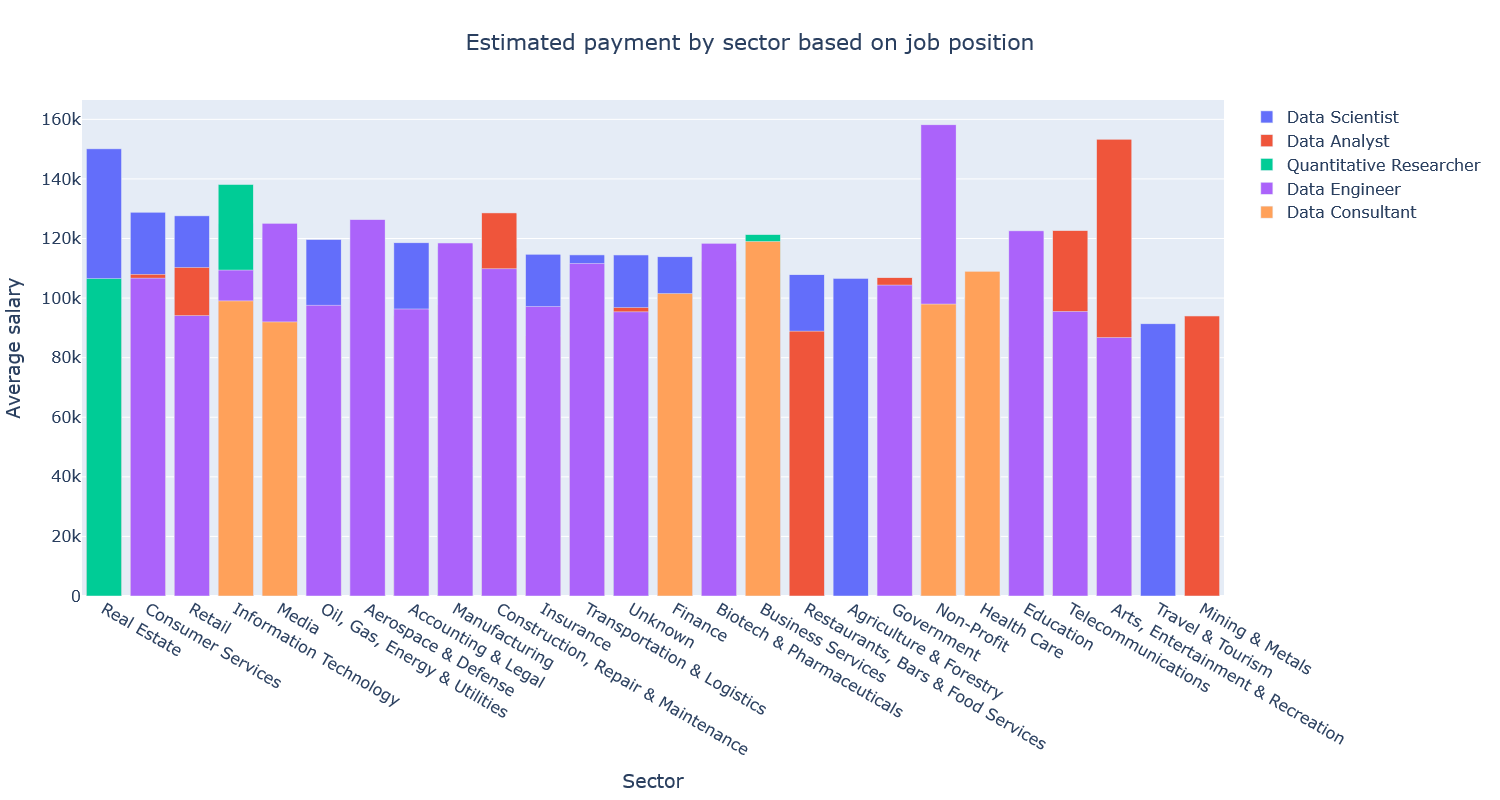 Estimated payment by sector based on job position
160k
140k
120k
100k
80k
60k
40k
20k
0
Average salary
Real Estate
Consumer Services
Retail
Information Technology
Media
Oil, Gas, Energy & Utilities
Aerospace & Defense
Accounting & Legal
Manufacturing
Construction, Repair & Maintenance
Insurance
Transportation & Logistics
Unknown
Finance
Biotech & Pharmaceuticals
Business Services
Restaurants, Bars & Food Services
Agriculture & Forestry
Government
Non-Profit
Health Care
Education
Telecommunications
Arts, Entertainment & Recreation
Travel & Tourism
Mining & Metals
Sector
Data Scientist
Data Analyst
Quantitative Researcher
Data Engineer
Data Consultant